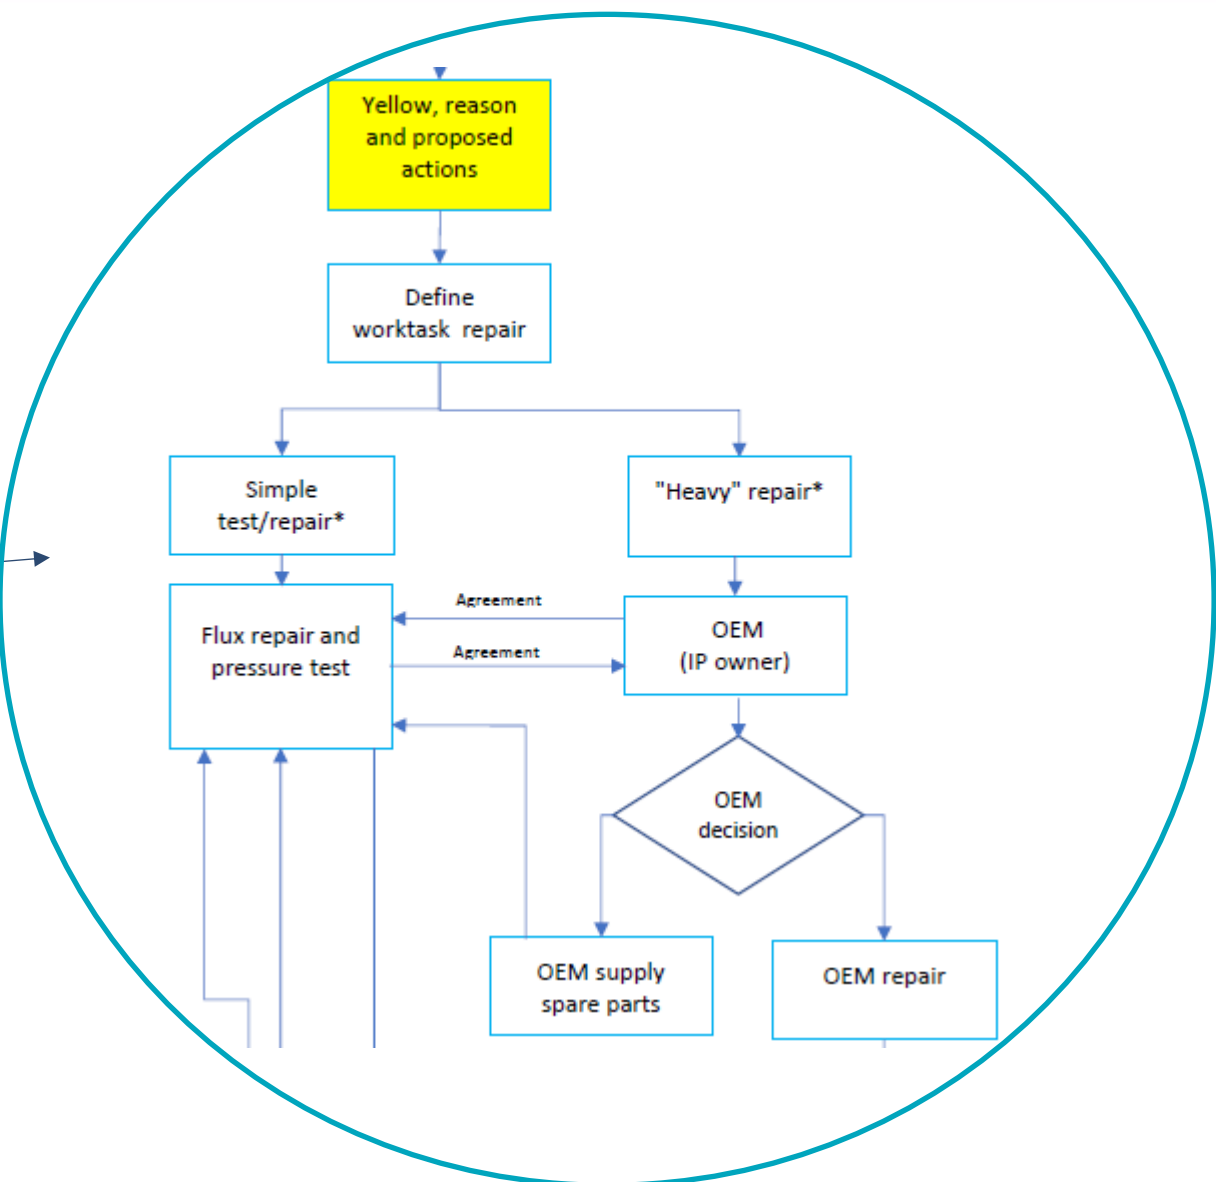 Yellow, reason
and proposed
actions
Define
worktask repair
Simple
test/repair*
"Heavy" repair*
Flux repair and
pressure test
Agreement
Agreement
OEM
(IP owner)
OEM
decision
OEM supply
spare parts
OEM repair